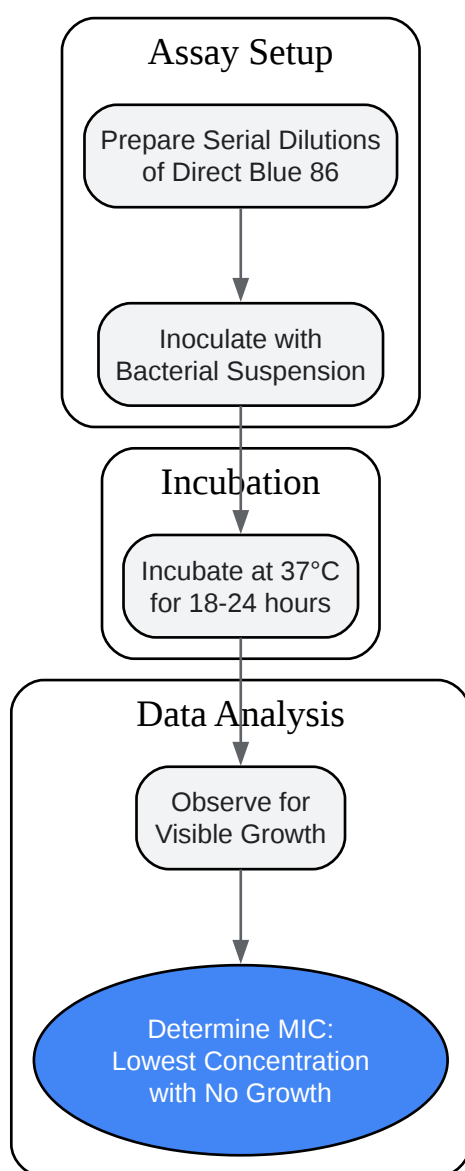 Assay Setup
Prepare Serial Dilutions
of Direct Blue 86
Inoculate with
Bacterial Suspension
Incubation
Incubate at 37°C
for 18-24 hours
Data Analysis
Observe for
Visible Growth
Determine MIC:
Lowest Concentration
with No Growth